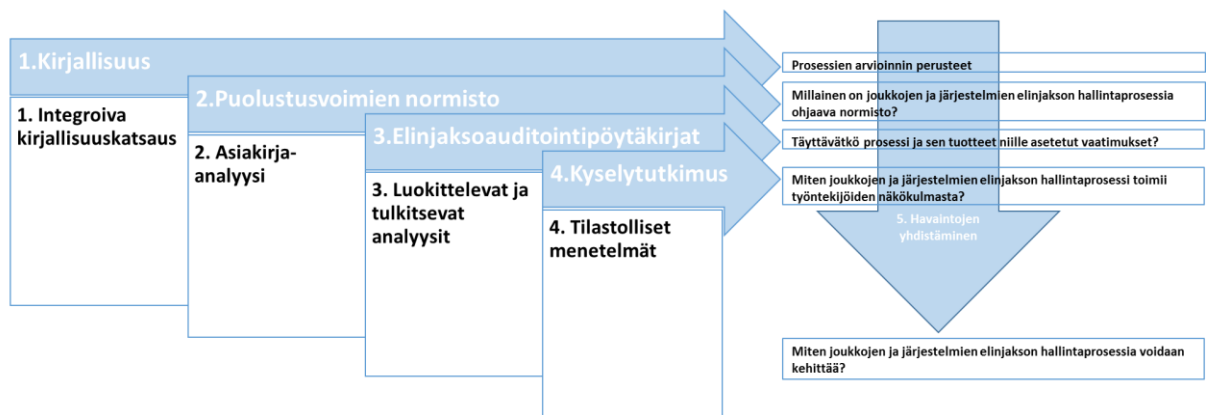 1.Kirjallisuus
1. Integroiva
kirjallisuuskatsaus
2.Puolustusvoimien normisto
2. Asiakirja-
analyysi
3.Elinjaksoauditointipöytäkirjat
3. Luokittelevat ja
tulkitsevat
analyysit
4.Kyselytutkimus
4. Tilastolliset
menetelmät
Prosessien arvioinnin perusteet
Millainen on joukkojen ja järjestelmien elinjakson hallintaprosessia
ohjaava normisto?
Täyttävätkö prosessi ja sen tuotteet niille asetetut vaatimukset?
Miten joukkojen ja järjestelmien elinjakson hallintaprosessi toimii
työntekijöiden näkökulmasta?
5. Havaintojen
yhdistäminen
Miten joukkojen ja järjestelmien elinjakson hallintaprosessia voidaan
kehittää?